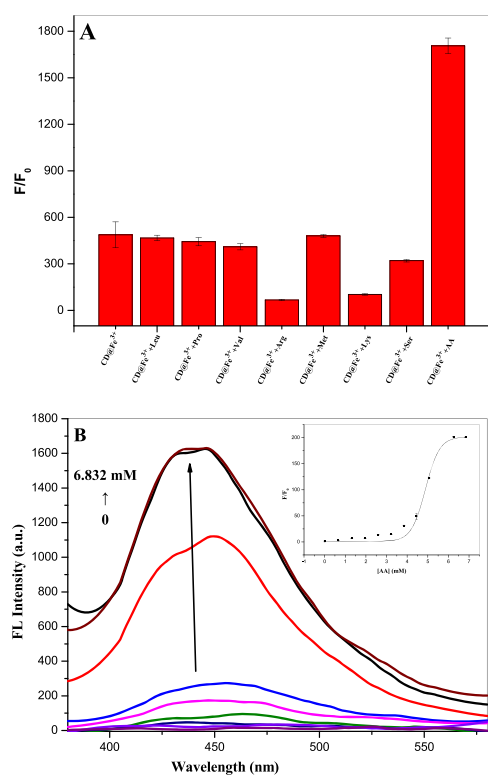 A
1800
1500
1200
900
600
300
0
F/F0
CD@Fe3+
CD@Fe3++Leu
CD@Fe3++Pro
CD@Fe3++Val
CD@Fe3++Arg
CD@Fe3++Met
CD@Fe3++Lys
CD@Fe3++Ser
CD@Fe3++AA
B
1800
1600
1400
1200
1000
800
600
400
200
0
FL Intensity (a.u.)
6.832 mM
↑
0
400 450 500 550
Wavelength (nm)
200
150
100
50
0
F/F0
-1 0 1 2 3 4 5 6 7 8
[AA] (mM)